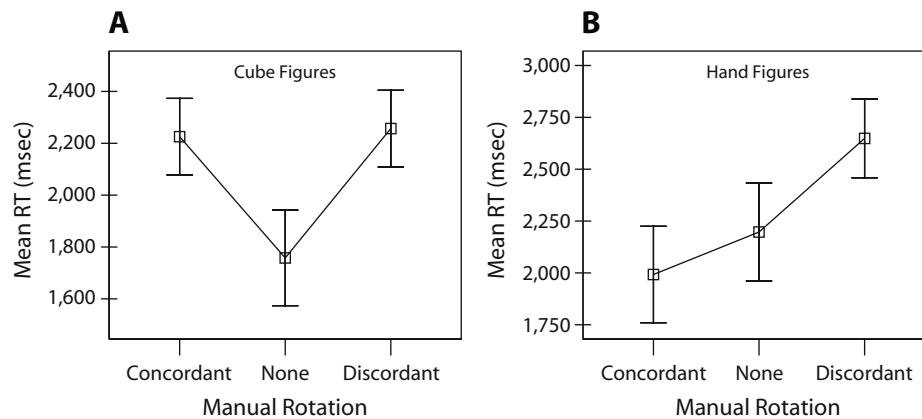 A
Cube Figures
2,400
2,200
2,000
1,800
1,600
Mean RT (msec)
Concordant None Discordant
Manual Rotation
B
Hand Figures
3,000
2,750
2,500
2,250
2,000
1,750
Mean RT (msec)
Concordant None Discordant
Manual Rotation